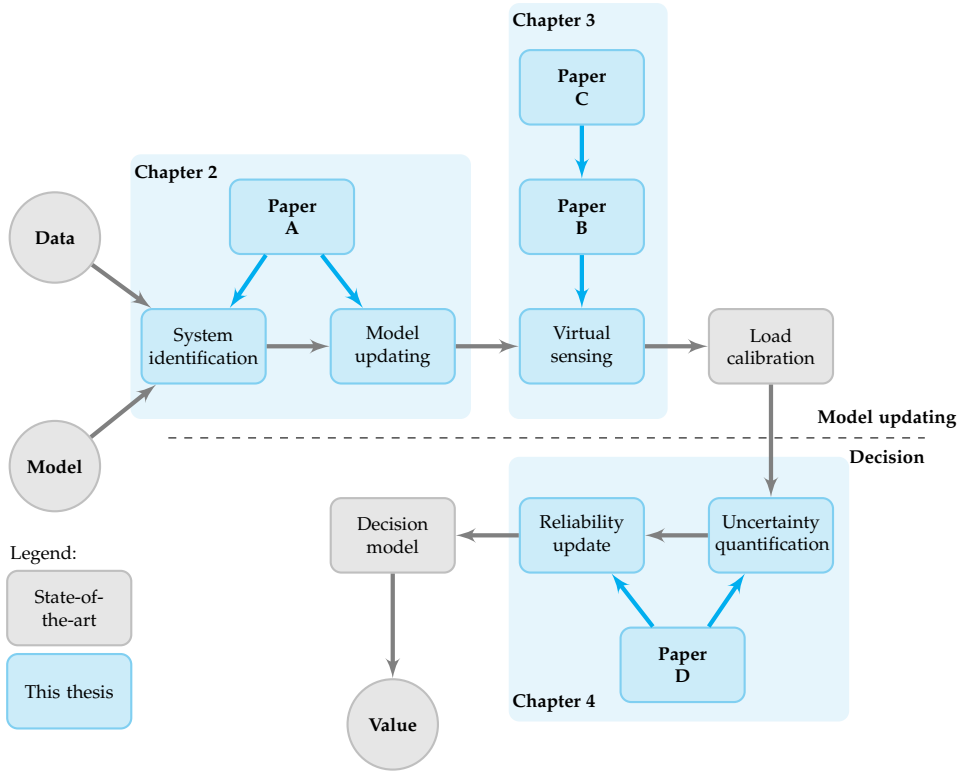 Chapter 3
Paper
C
Chapter 2
Paper
A
Paper
B
Data
System
identification
Model
updating
Virtual
sensing
Load
calibration
Model updating
Decision
Model
Decision
model
Reliability
update
Uncertainty
quantification
Legend:
State-of-
the-art
This thesis
Paper
D
Chapter 4
Value